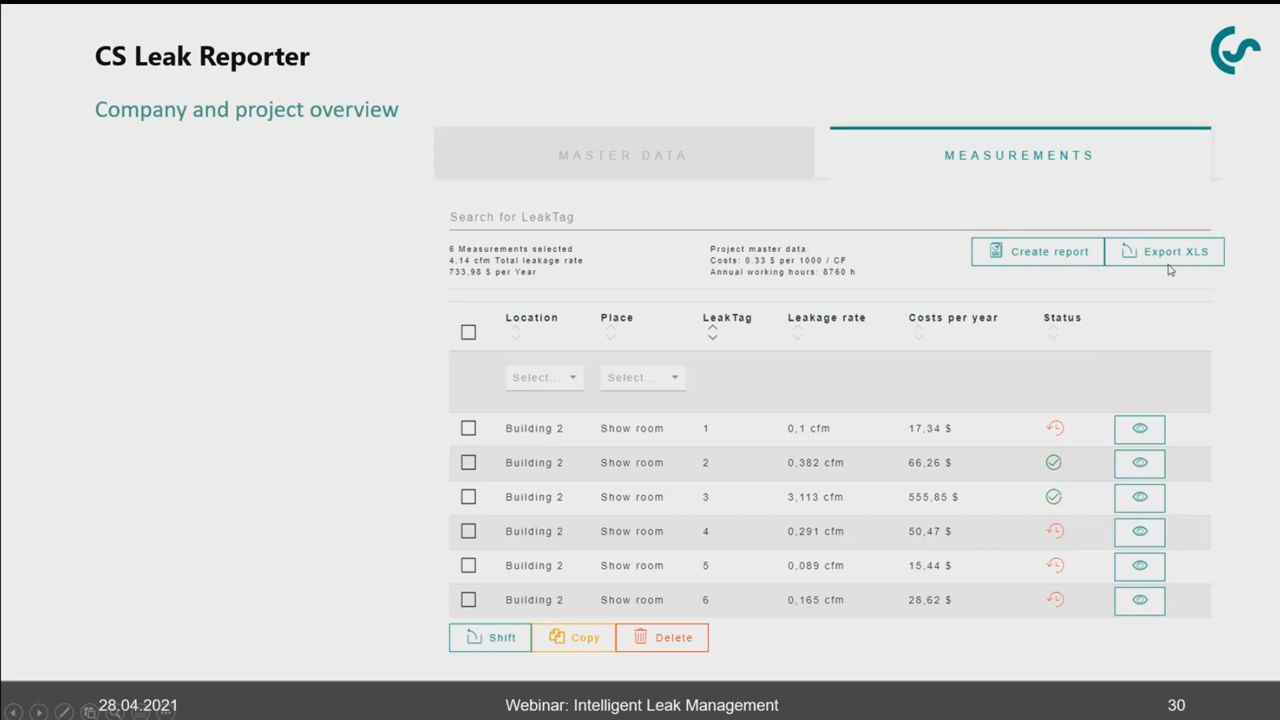 CS Leak Reporter
Company and project overview
MASTER DATA
MEASUREMENTS
Search for LeakTag
6 Measurements selected
4,14 cfm Total leakage rate
733,98 $ per Year
Project master data:
Costs: 0.33 $ per 1000 / CF
Annual working hours: 8760 h
Create report
Export XLS
Location Place LeakTag Leakage rate Costs per year Status
Select... Select...
Building 2 Show room 1 0,1 cfm 17,34 $
Building 2 Show room 2 0,382 cfm 66,26 $
Building 2 Show room 3 3,113 cfm 555,85 $
Building 2 Show room 4 0,291 cfm 50,47 $
Building 2 Show room 5 0,089 cfm 15,44 $
Building 2 Show room 6 0,165 cfm 28,62 $
Shift Copy Delete
28.04.2021 Webinar: Intelligent Leak Management 30